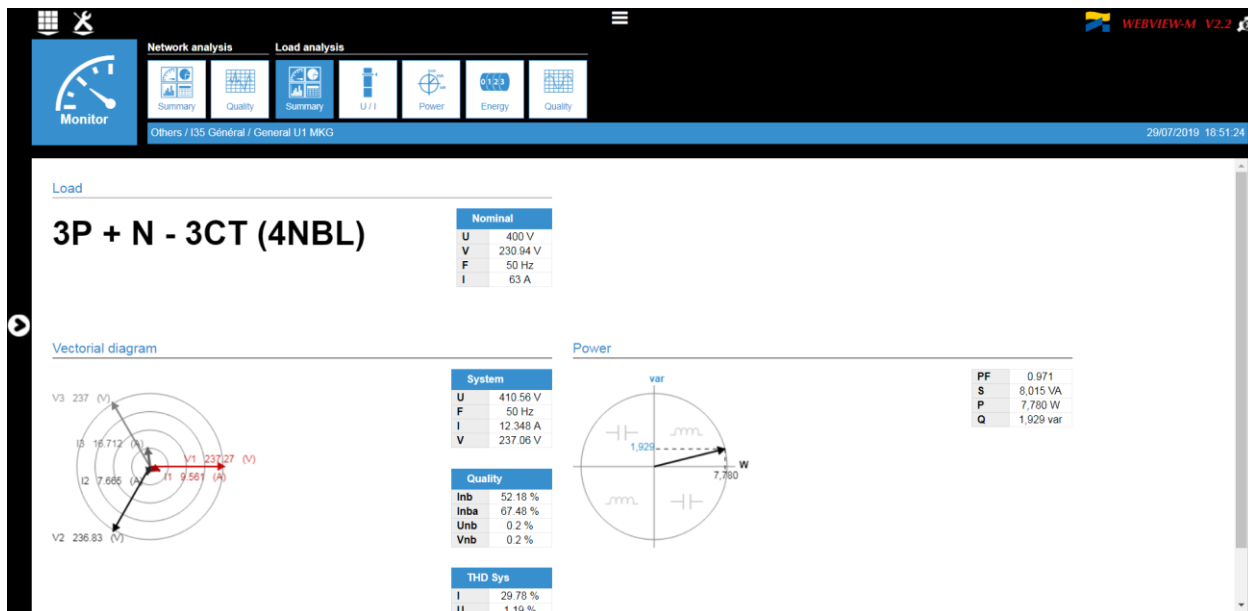 WEBVIEW-M V2.2
Network analysis Load analysis
Summary Quality Summary U / I Power 0123 Energy Quality
Monitor
Others / I35 Général / General U1 MKG 29/07/2019 18:51:24
Load
3P + N - 3CT (4NBL)
Nominal
U 400 V
V 230.94 V
F 50 Hz
I 63 A
Vectorial diagram
V3 237 (V)
I3 16.712 (A)
V1 237.27 (V)
I1 9.561 (A)
I2 7.665 (A)
V2 236.83 (V)
System
U 410.56 V
F 50 Hz
I 12.348 A
V 237.06 V
Quality
Inb 52.18 %
Inba 67.48 %
Unb 0.2 %
Vnb 0.2 %
THD Sys
I 29.78 %
U 1.19 %
Power
var
1,929
W
7,780
PF 0.971
S 8,015 VA
P 7,780 W
Q 1,929 var